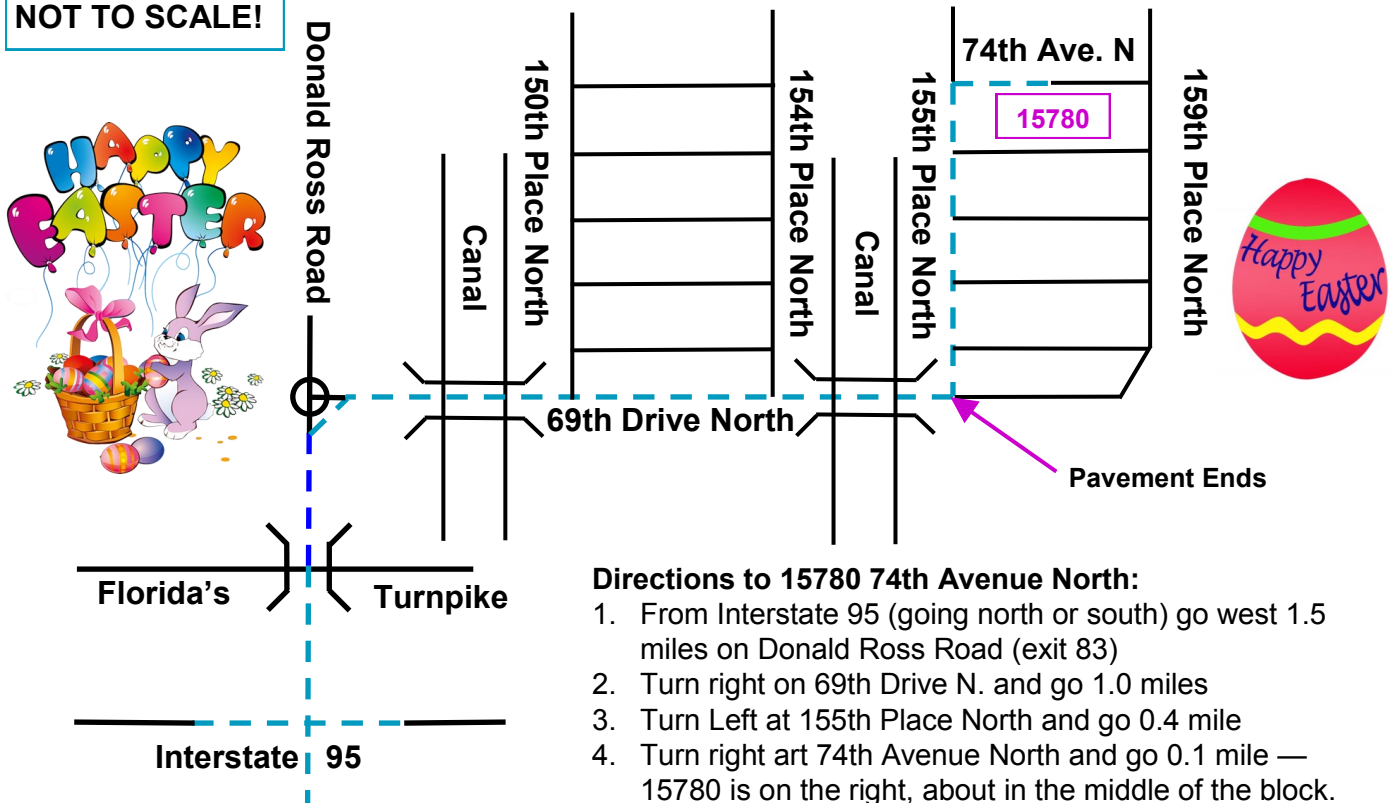 NOT TO SCALE!
HAPPY
EASTER
Donald Ross Road
Canal
150th Place North
154th Place North
Canal
155th Place North
74th Ave. N
15780
159th Place North
Happy
Easter
69th Drive North
Pavement Ends
Florida's Turnpike
Interstate 95
Directions to 15780 74th Avenue North:
1. From Interstate 95 (going north or south) go west 1.5
miles on Donald Ross Road (exit 83)
2. Turn right on 69th Drive N. and go 1.0 miles
3. Turn Left at 155th Place North and go 0.4 mile
4. Turn right art 74th Avenue North and go 0.1 mile —
15780 is on the right, about in the middle of the block.